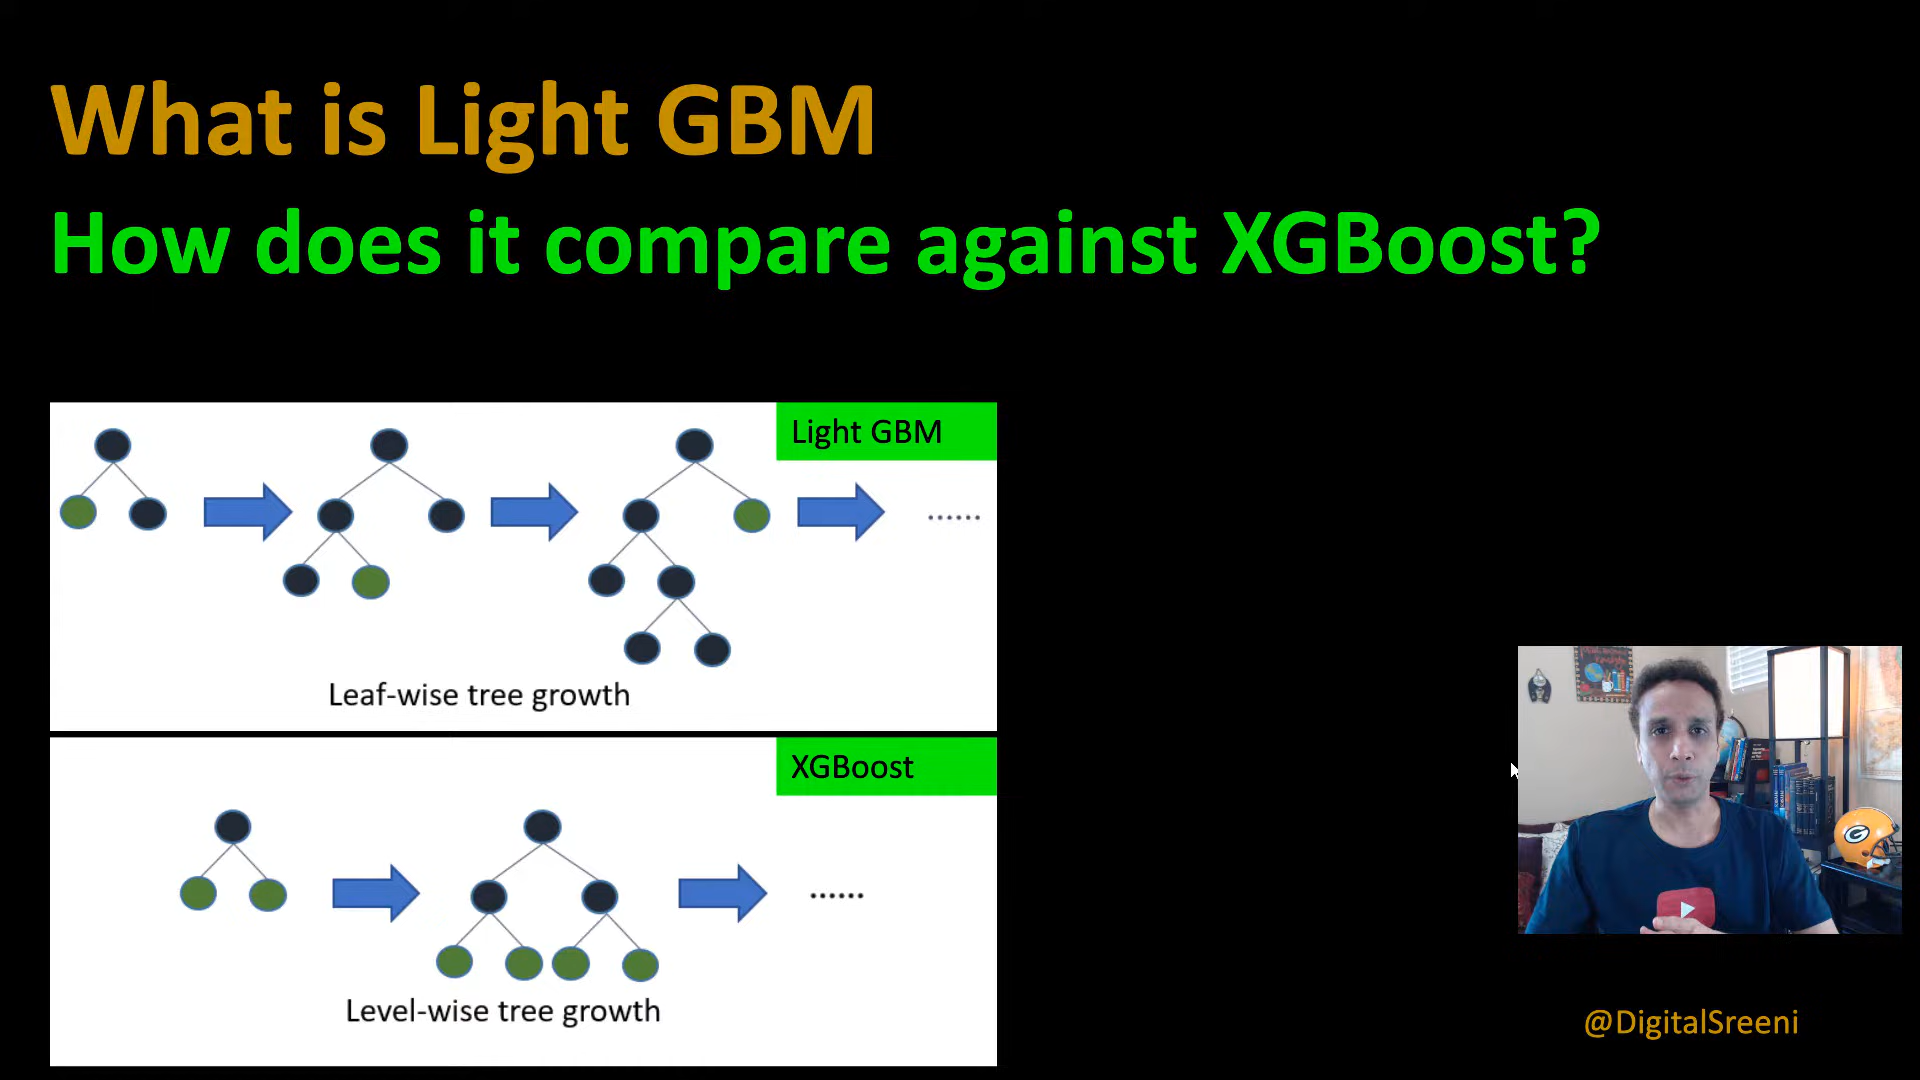 What is Light GBM
How does it compare against XGBoost?
Light GBM
......
Leaf-wise tree growth
XGBoost
......
Level-wise tree growth
G
@DigitalSreeni